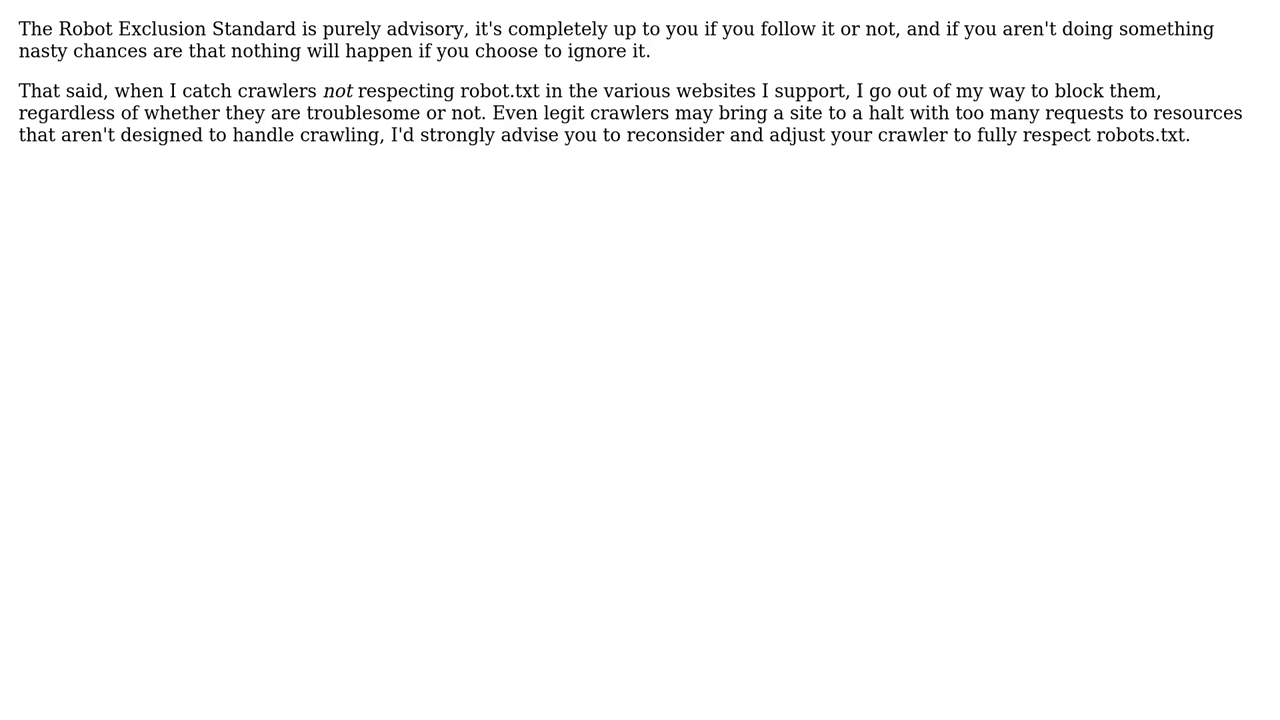 The Robot Exclusion Standard is purely advisory, it's completely up to you if you follow it or not, and if you aren't doing something
nasty chances are that nothing will happen if you choose to ignore it.
That said, when I catch crawlers not respecting robot.txt in the various websites I support, I go out of my way to block them,
regardless of whether they are troublesome or not. Even legit crawlers may bring a site to a halt with too many requests to resources
that aren't designed to handle crawling, I'd strongly advise you to reconsider and adjust your crawler to fully respect robots.txt.